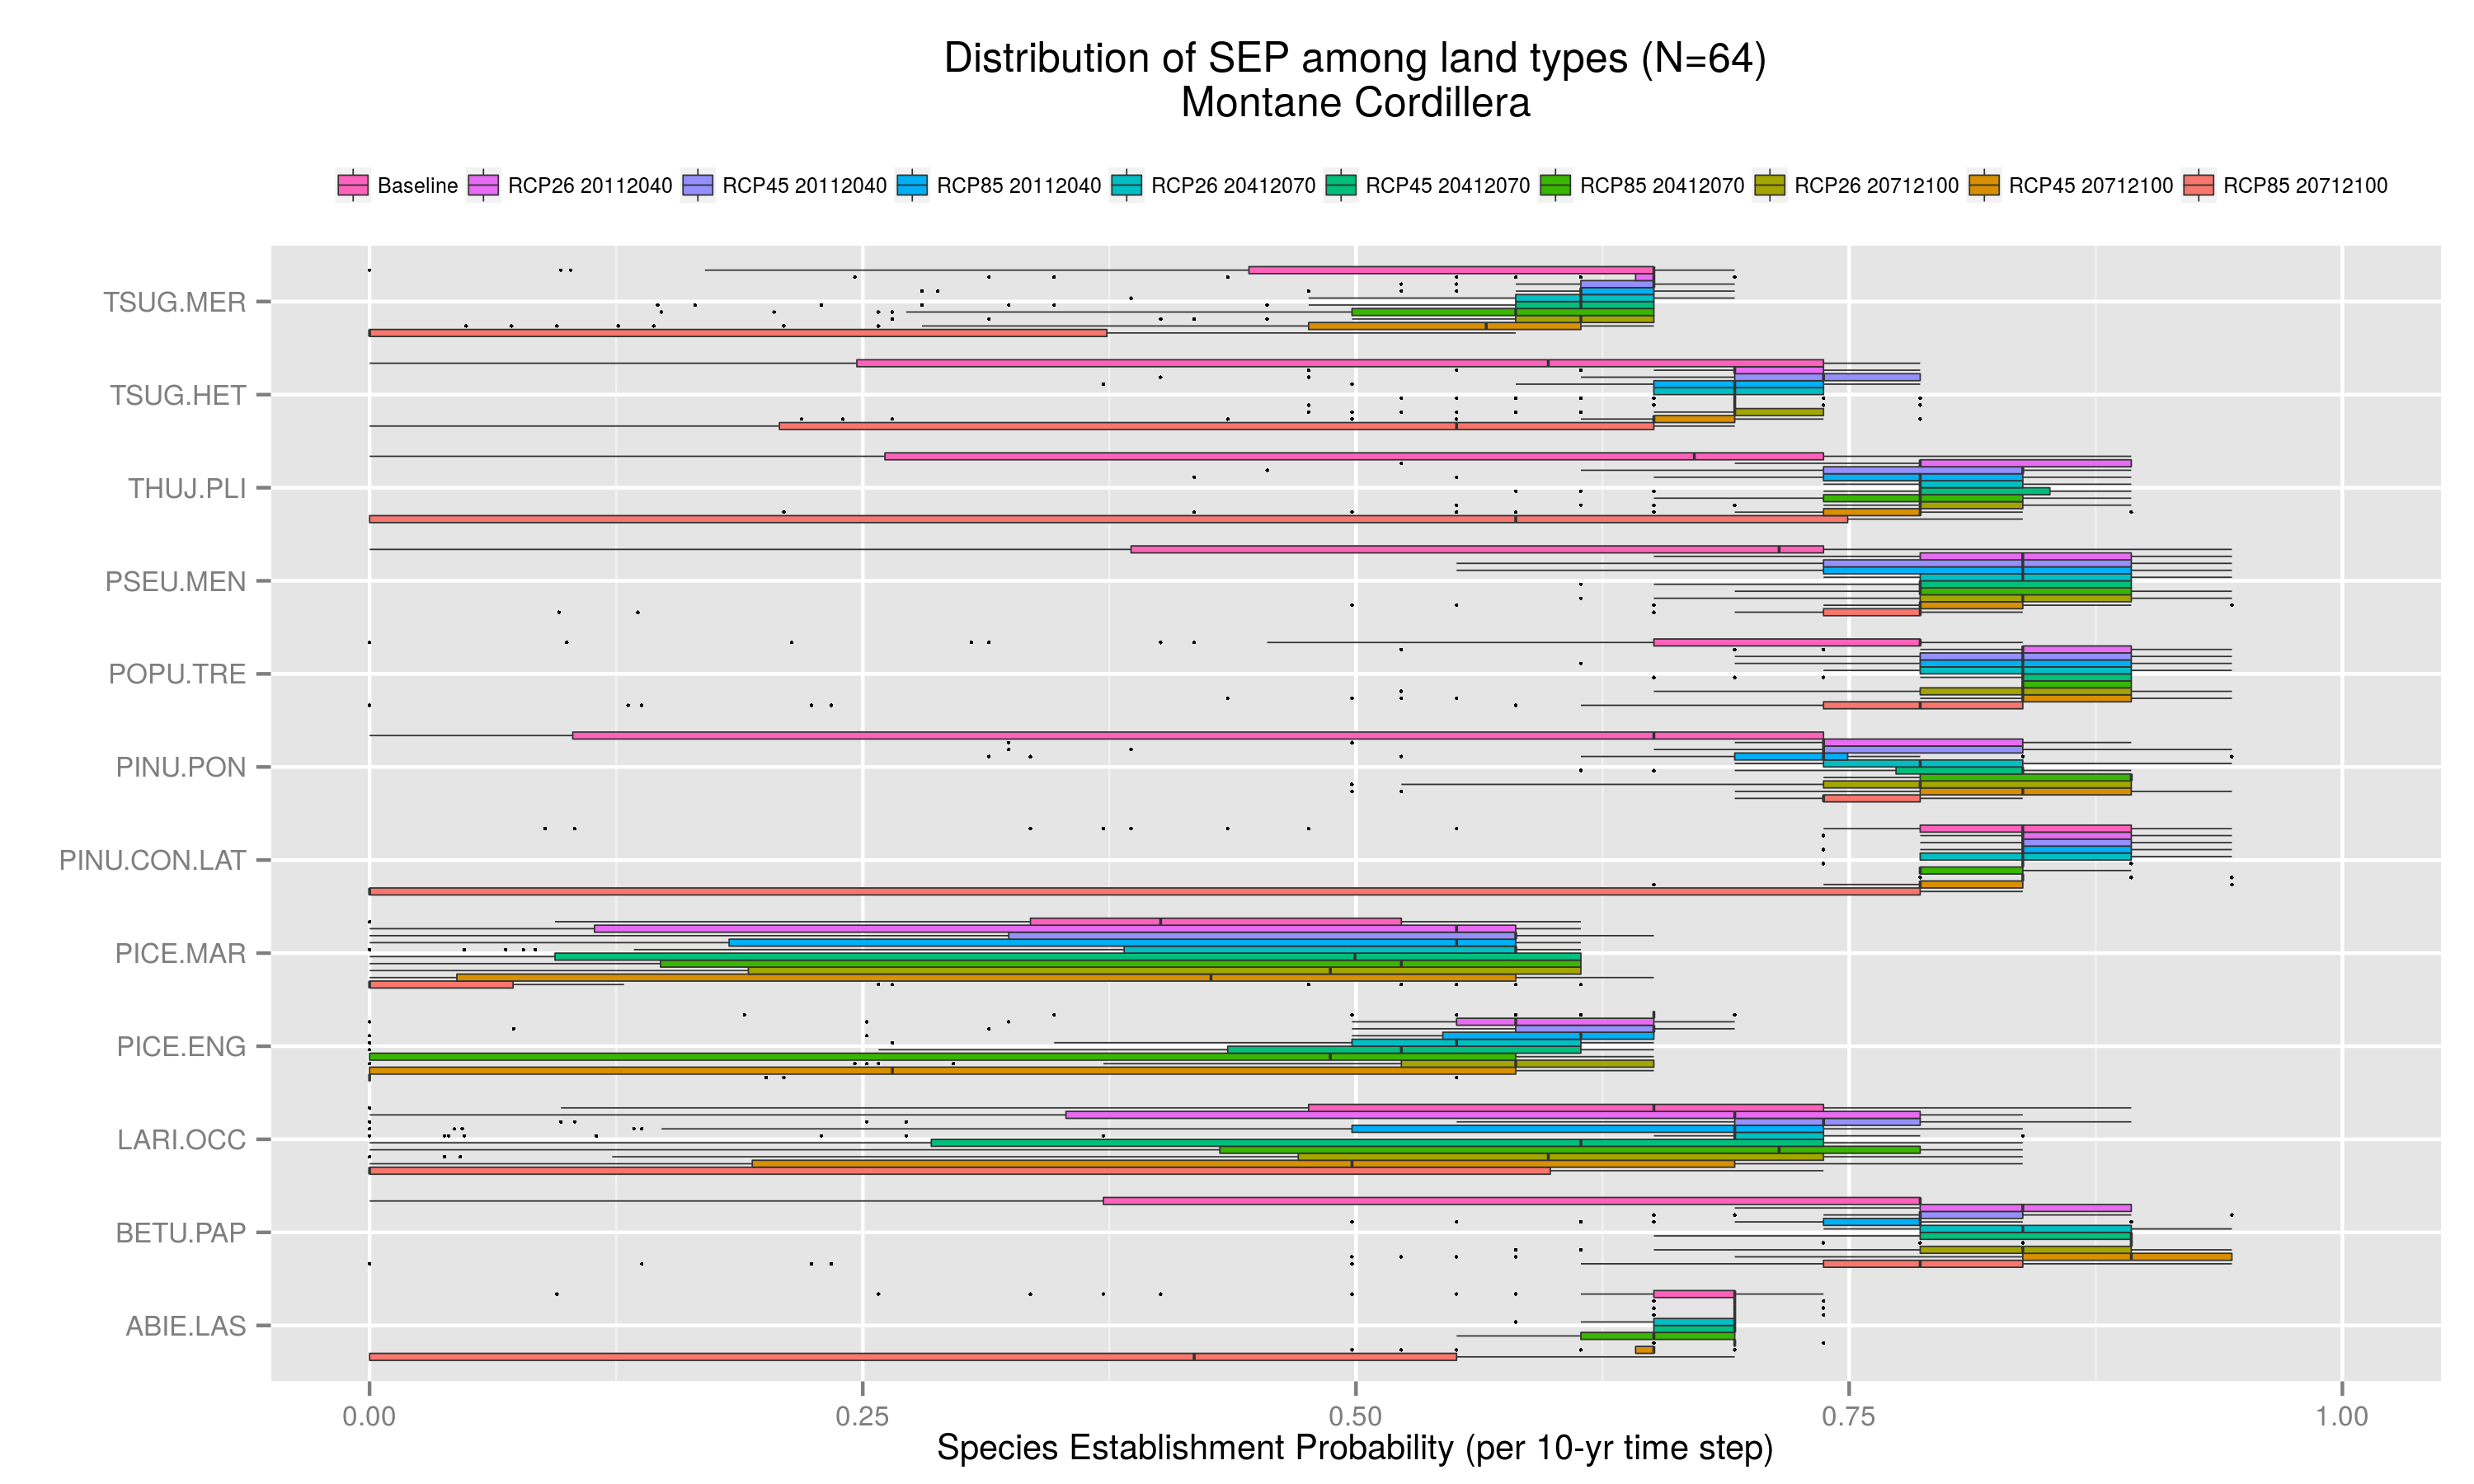 Distribution of SEP among land types (N=64)
Montane Cordillera
Baseline RCP26 20112040 RCP45 20112040 RCP85 20112040 RCP26 20412070 RCP45 20412070 RCP85 20412070 RCP26 20712100 RCP45 20712100 RCP85 20712100
TSUG.MER
TSUG.HET
THUJ.PLI
PSEU.MEN
POPU.TRE
PINU.PON
PINU.CON.LAT
PICE.MAR
PICE.ENG
LARI.OCC
BETU.PAP
ABIE.LAS
0.00 0.25 0.50 0.75 1.00
Species Establishment Probability (per 10-yr time step)